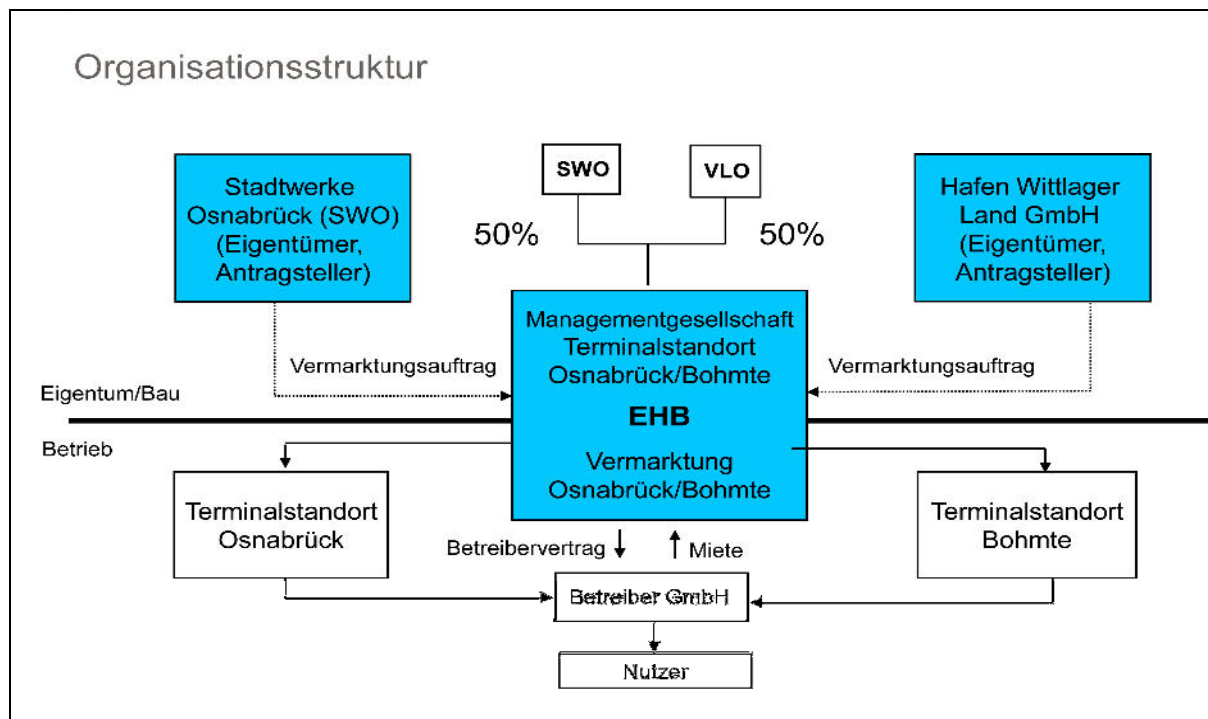 Organisationsstruktur
SWO
VLO
Stadtwerke
Osnabrück (SWO)
(Eigentümer,
Antragsteller)
50%
50%
Hafen Wittlager
Land GmbH
(Eigentümer,
Antragsteller)
Managementgesellschaft
Terminalstandort
Osnabrück/Bohmte
EHB
Vermarktung
Osnabrück/Bohmte
Vermarktungsauftrag
Vermarktungsauftrag
Eigentum/Bau
Betrieb
Terminalstandort
Osnabrück
Terminalstandort
Bohmte
Betreibervertrag
Miete
Betreiber GmbH
Nutzer